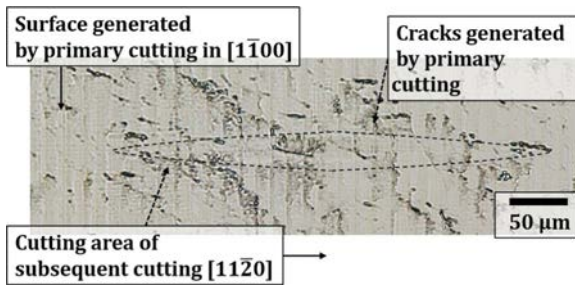 Surface generated
by primary cutting in [11̅00]
Cracks generated
by primary
cutting
50 μm
Cutting area of
subsequent cutting [112̅0]